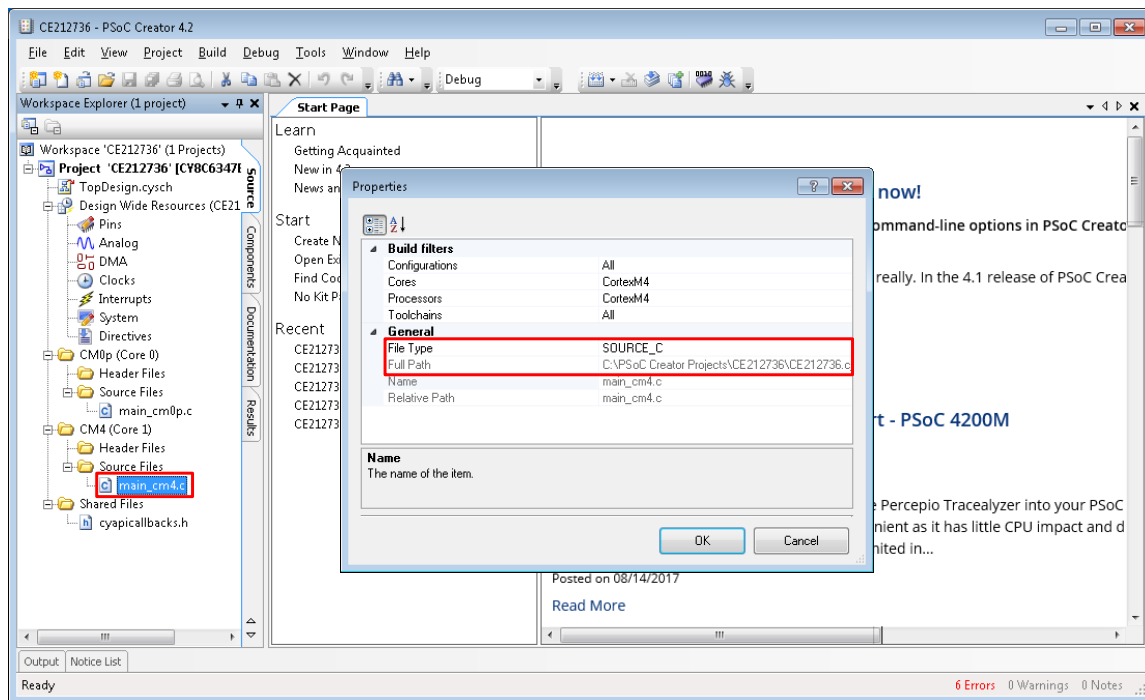 CE212736 - PSoC Creator 4.2
File Edit View Project Build Debug Tools Window Help
Debug
Workspace Explorer (1 project)
Workspace 'CE212736' (1 Projects)
Project 'CE212736' [CY8C6347E
TopDesign.cysch
Design Wide Resources (CE21
Pins
Analog
DMA
Clocks
Interrupts
System
Directives
CM0p (Core 0)
Header Files
Source Files
main_cm0p.c
CM4 (Core 1)
Header Files
Source Files
main_cm4.c
Shared Files
cyapicallbacks.h
Source
Components
Documentation
Results
Start Page
Learn
Getting Acquainted
New in 4.2
News an
Start
Create N
Open Ex
Find Cod
No Kit P
Recent
CE21273
CE21273
CE21273
CE21273
CE21273
now!
ommand-line options in PSoC Creato
really. In the 4.1 release of PSoC Crea
rt - PSoC 4200M
e Percepio Tracealyzer into your PSoC
nient as it has little CPU impact and d
nited in...
Posted on 08/14/2017
Read More
Properties
Build filters
Configurations All
Cores CortexM4
Processors CortexM4
Toolchains All
General
File Type SOURCE_C
Full Path C:\PSoC Creator Projects\CE212736\CE212736.c
Name main_cm4.c
Relative Path main_cm4.c
Name
The name of the item.
OK Cancel
Output Notice List
Ready
6 Errors 0 Warnings 0 Notes